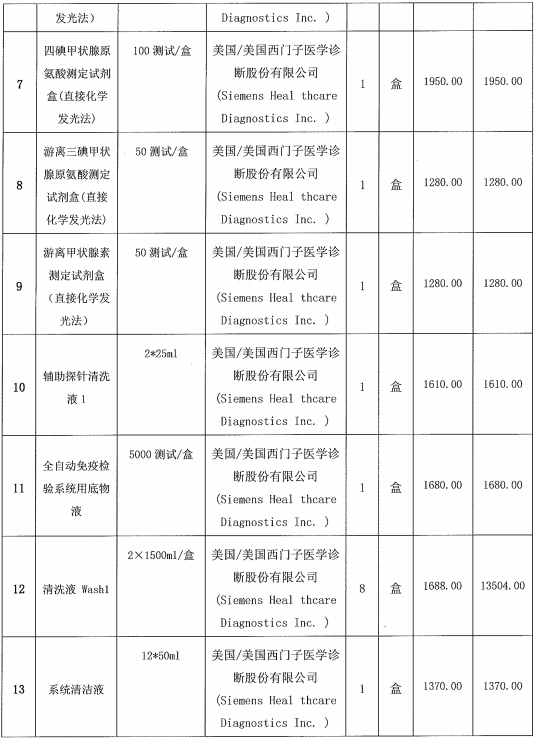 发光法）
Diagnostics Inc. )
7
四碘甲状腺原
氨酸测定试剂
盒(直接化学
发光法)
100 测试/盒
美国/美国西门子医学诊
断股份有限公司
(Siemens Heal thcare
Diagnostics Inc. )
1
盒
1950.00
1950.00
8
游离三碘甲状
腺原氨酸测定
试剂盒(直接
化学发光法)
50 测试/盒
美国/美国西门子医学诊
断股份有限公司
(Siemens Heal thcare
Diagnostics Inc. )
1
盒
1280.00
1280.00
9
游离甲状腺素
测定试剂盒
（直接化学发
光法）
50 测试/盒
美国/美国西门子医学诊
断股份有限公司
(Siemens Heal thcare
Diagnostics Inc. )
1
盒
1280.00
1280.00
10
辅助探针清洗
液 1
2*25ml
美国/美国西门子医学诊
断股份有限公司
(Siemens Heal thcare
Diagnostics Inc. )
1
盒
1610.00
1610.00
11
全自动免疫检
验系统用底物
液
5000 测试/盒
美国/美国西门子医学诊
断股份有限公司
(Siemens Heal thcare
Diagnostics Inc. )
1
盒
1680.00
1680.00
12
清洗液 Wash1
2×1500ml/盒
美国/美国西门子医学诊
断股份有限公司
(Siemens Heal thcare
Diagnostics Inc. )
8
盒
1688.00
13504.00
13
系统清洁液
12*50ml
美国/美国西门子医学诊
断股份有限公司
(Siemens Heal thcare
Diagnostics Inc. )
1
盒
1370.00
1370.00